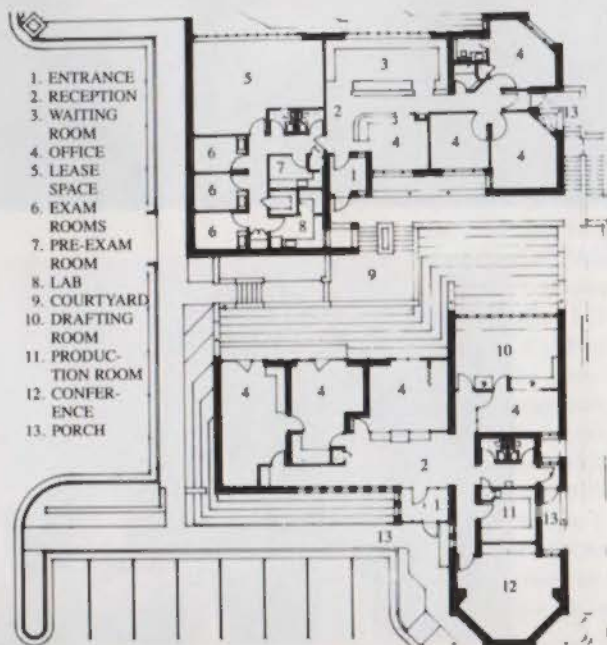 1. ENTRANCE
2. RECEPTION
3. WAITING
ROOM
4. OFFICE
5. LEASE
SPACE
6. EXAM
ROOMS
7. PRE-EXAM
ROOM
8. LAB
9. COURTYARD
10. DRAFTING
ROOM
11. PRODUC-
TION ROOM
12. CONFER-
ENCE
13. PORCH
5
3
4
2
13
6
4
4
4
7
1
6
6
8
9
10
4
4
4
4
2
1
11
13
13
12